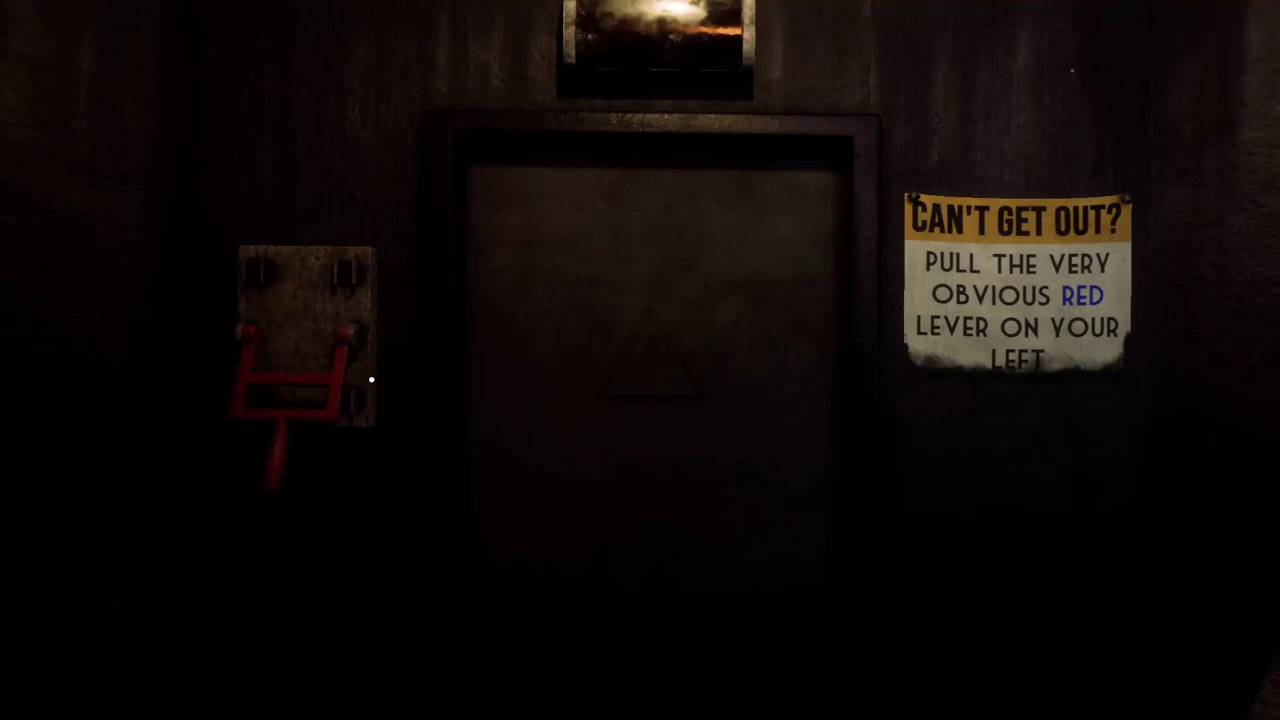 CAN'T GET OUT?
PULL THE VERY
OBVIOUS RED
LEVER ON YOUR
LEFT